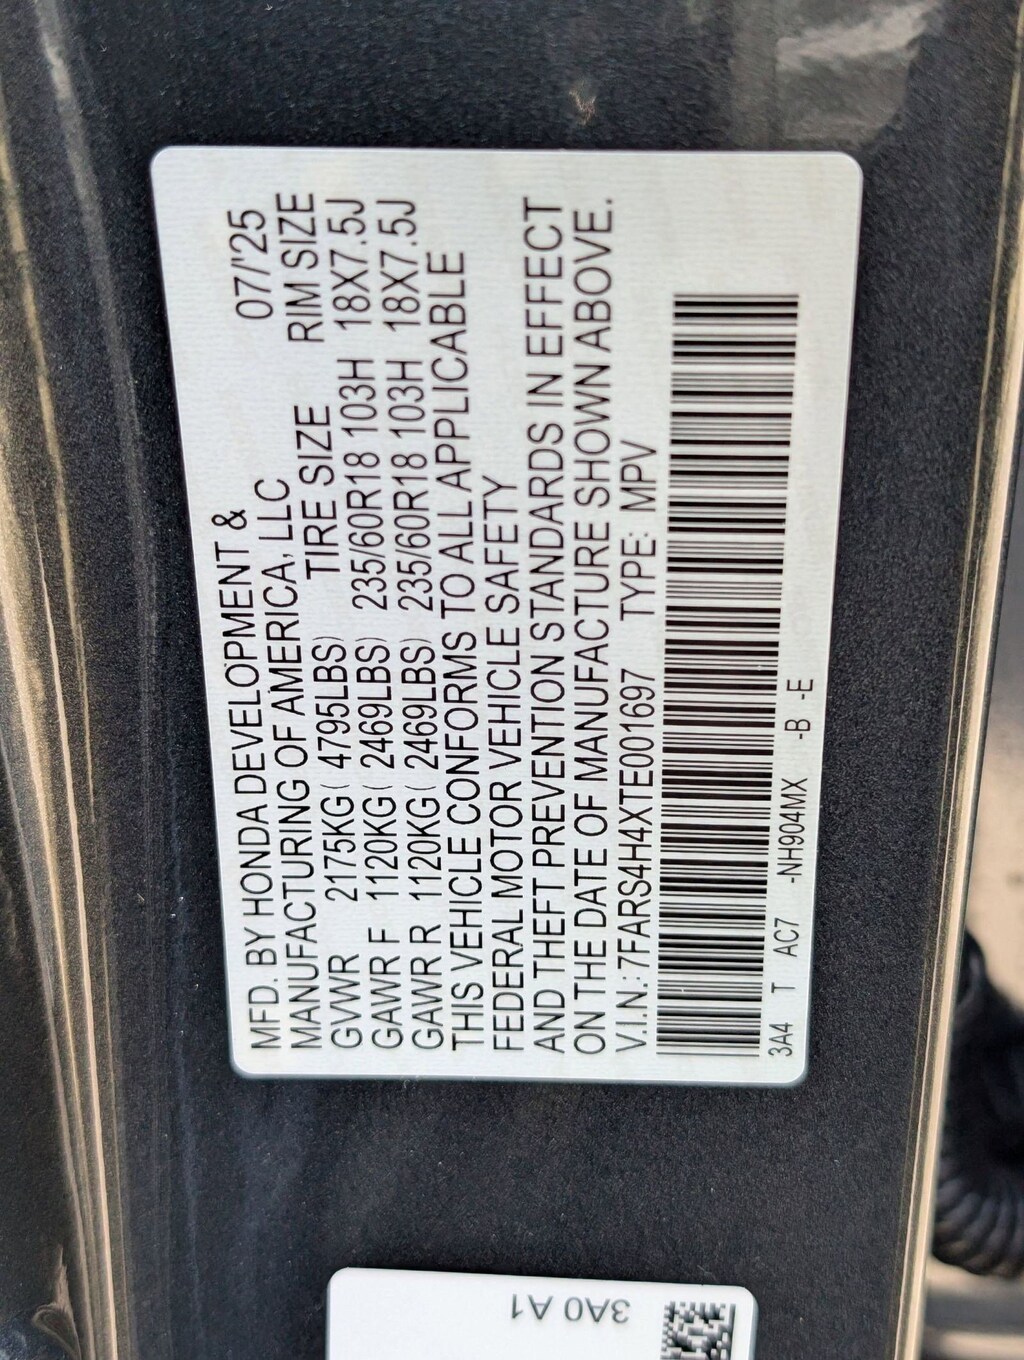 MFD. BY HONDA DEVELOPMENT &
MANUFACTURING OF AMERICA, LLC 07/'25
GVWR 2175KG ( 4795LBS) TIRE SIZE RIM SIZE
GAWR F 1120KG ( 2469LBS) 235/60R18 103H 18X7.5J
GAWR R 1120KG ( 2469LBS) 235/60R18 103H 18X7.5J
THIS VEHICLE CONFORMS TO ALL APPLICABLE
FEDERAL MOTOR VEHICLE SAFETY
AND THEFT PREVENTION STANDARDS IN EFFECT
ON THE DATE OF MANUFACTURE SHOWN ABOVE.
V.I.N.: 7FARS4H4XTE001697 TYPE: MPV
3A4 T AC7 -NH904MX -B -E
3A0 A1